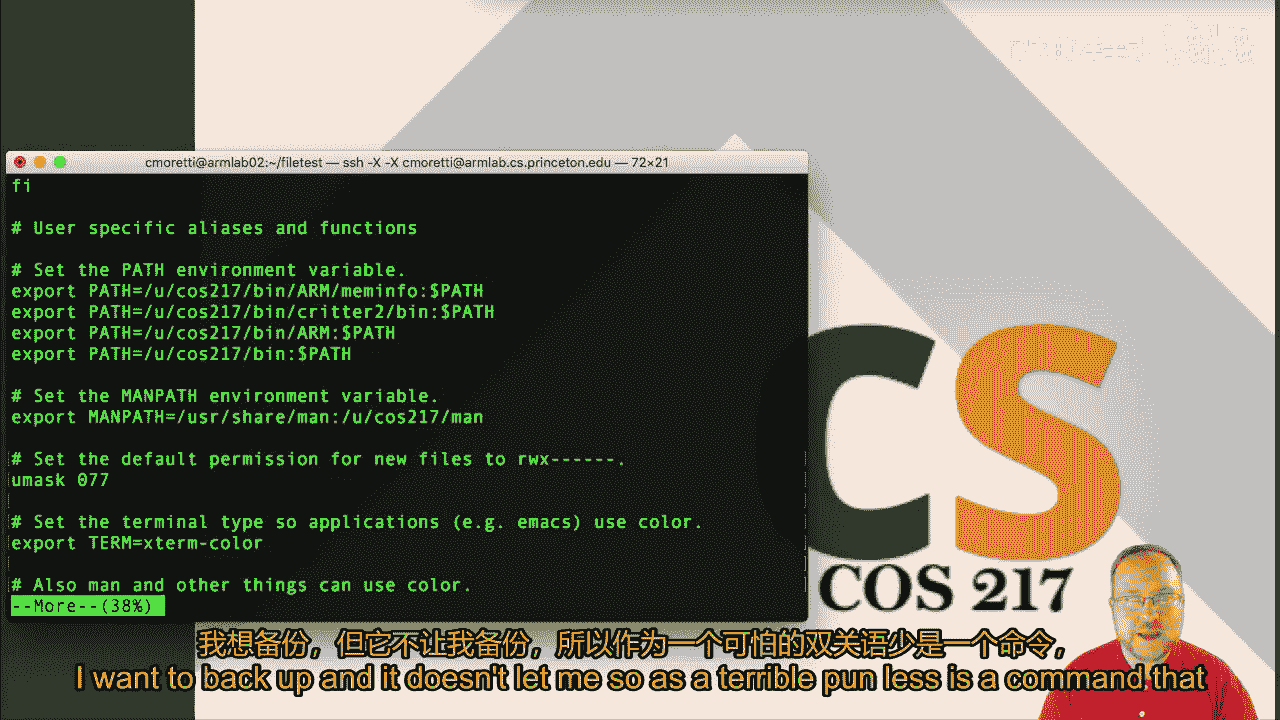 cmoretti@armlab02:~/filetest — ssh -X -X cmoretti@armlab.cs.princeton.edu — 72×21
fi
# User specific aliases and functions
# Set the PATH environment variable.
export PATH=/u/cos217/bin/ARM/meminfo:$PATH
export PATH=/u/cos217/bin/critter2/bin:$PATH
export PATH=/u/cos217/bin/ARM:$PATH
export PATH=/u/cos217/bin:$PATH
# Set the MANPATH environment variable.
export MANPATH=/usr/share/man:/u/cos217/man
# Set the default permission for new files to rwx------.
umask 077
# Set the terminal type so applications (e.g. emacs) use color.
export TERM=xterm-color
# Also man and other things can use color.
--More--(38%)
CS
COS 217
我想备份，但它不让我备份，所以作为一个可怕的双关语少是一个命令，
I want to back up and it doesn't let me so as a terrible pun less is a command that